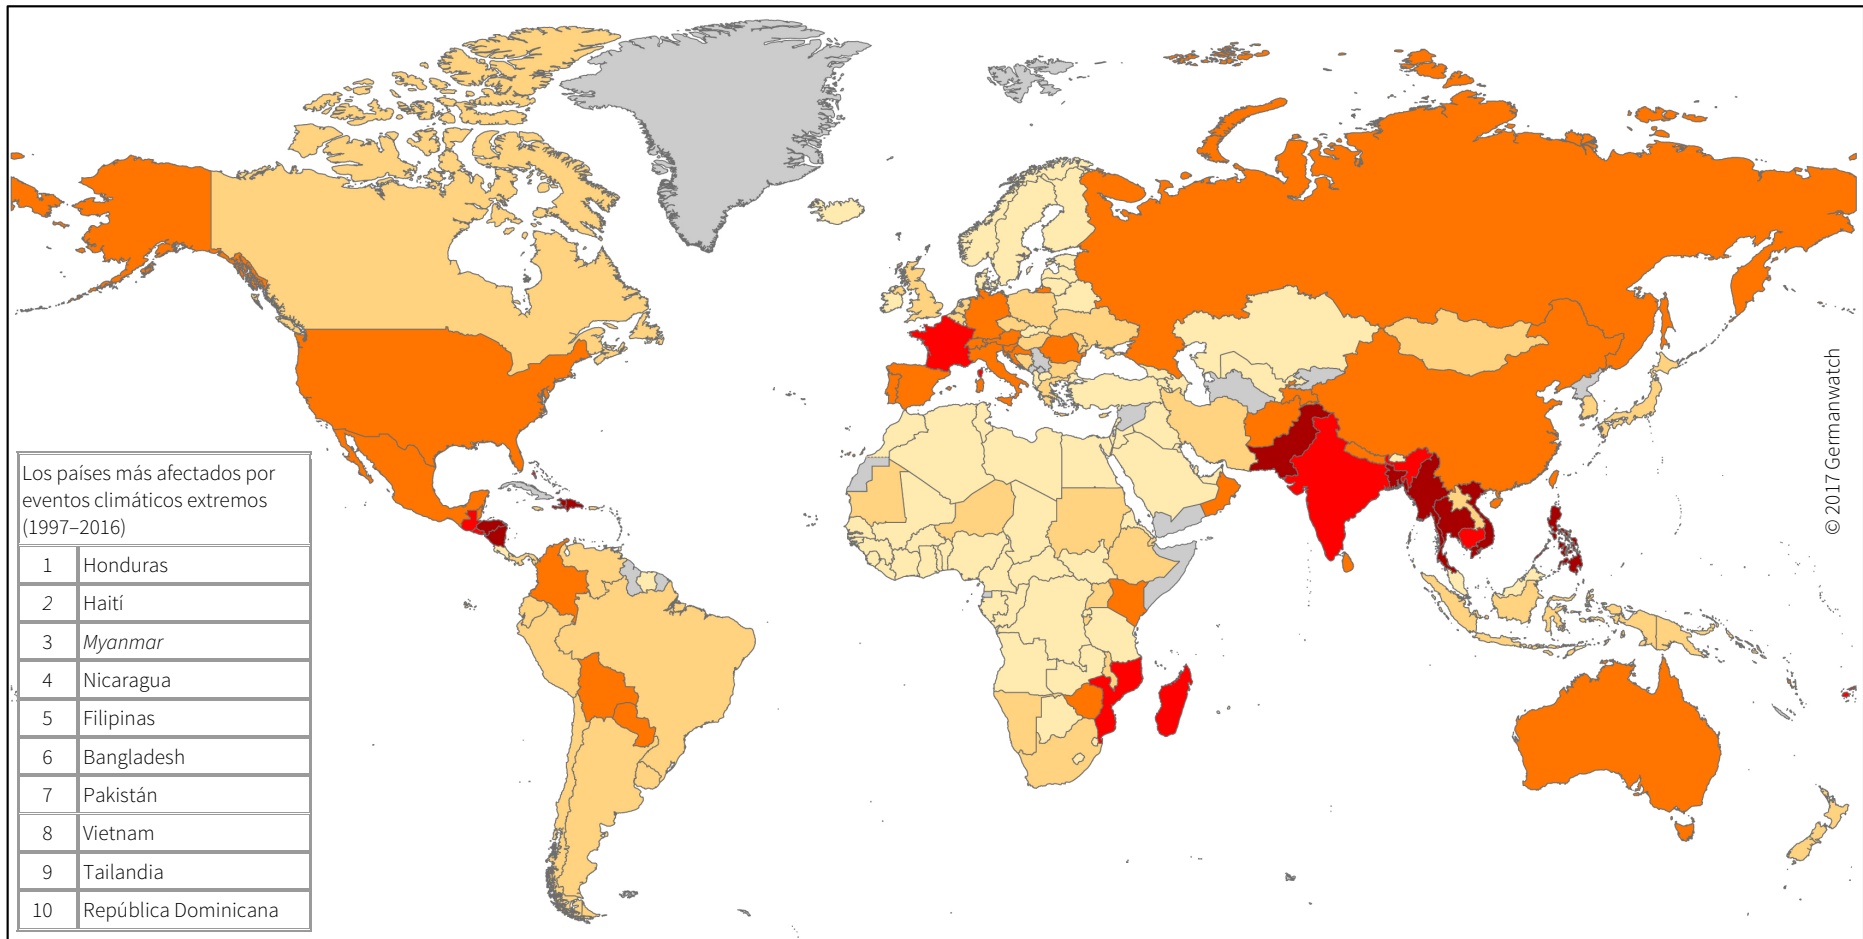 Los países más afectados por
eventos climáticos extremos
(1997–2016)
1 Honduras
2 Haití
3 Myanmar
4 Nicaragua
5 Filipinas
6 Bangladesh
7 Pakistán
8 Vietnam
9 Tailandia
10 República Dominicana
© 2017 Germanwatch